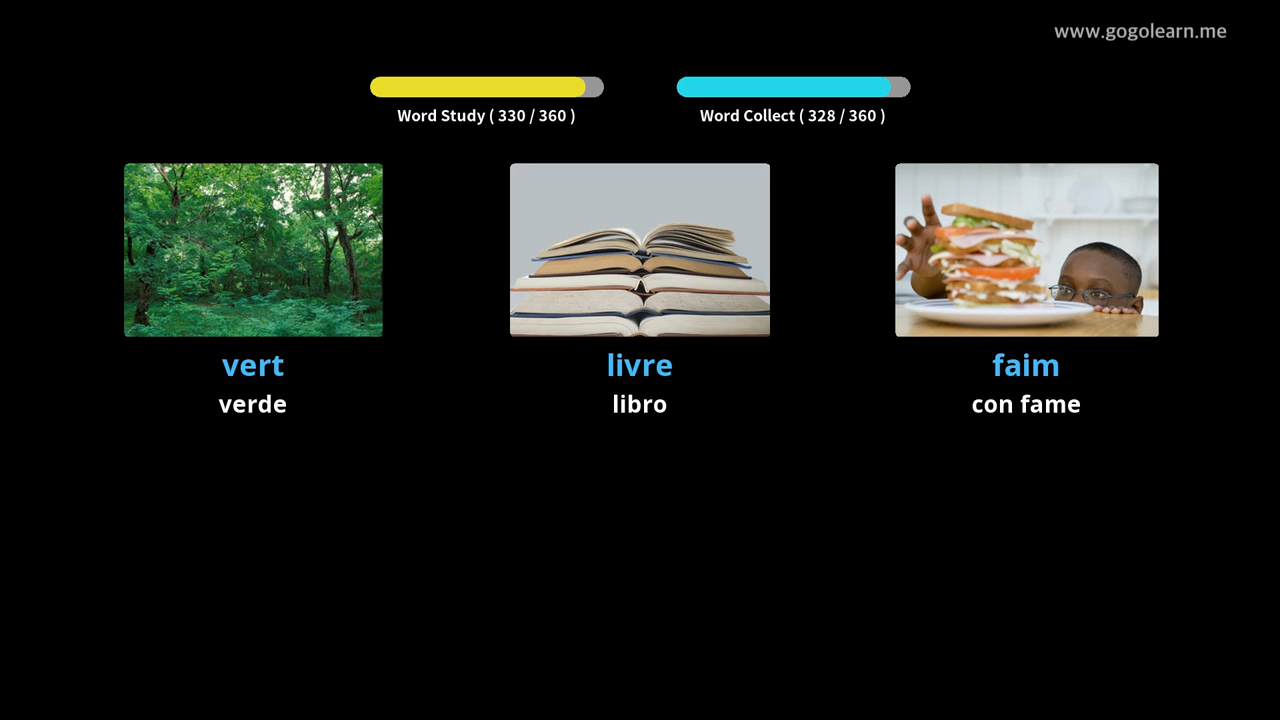 www.gogolearn.me
Word Study ( 330 / 360 )
Word Collect ( 328 / 360 )
vert
verde
livre
libro
faim
con fame